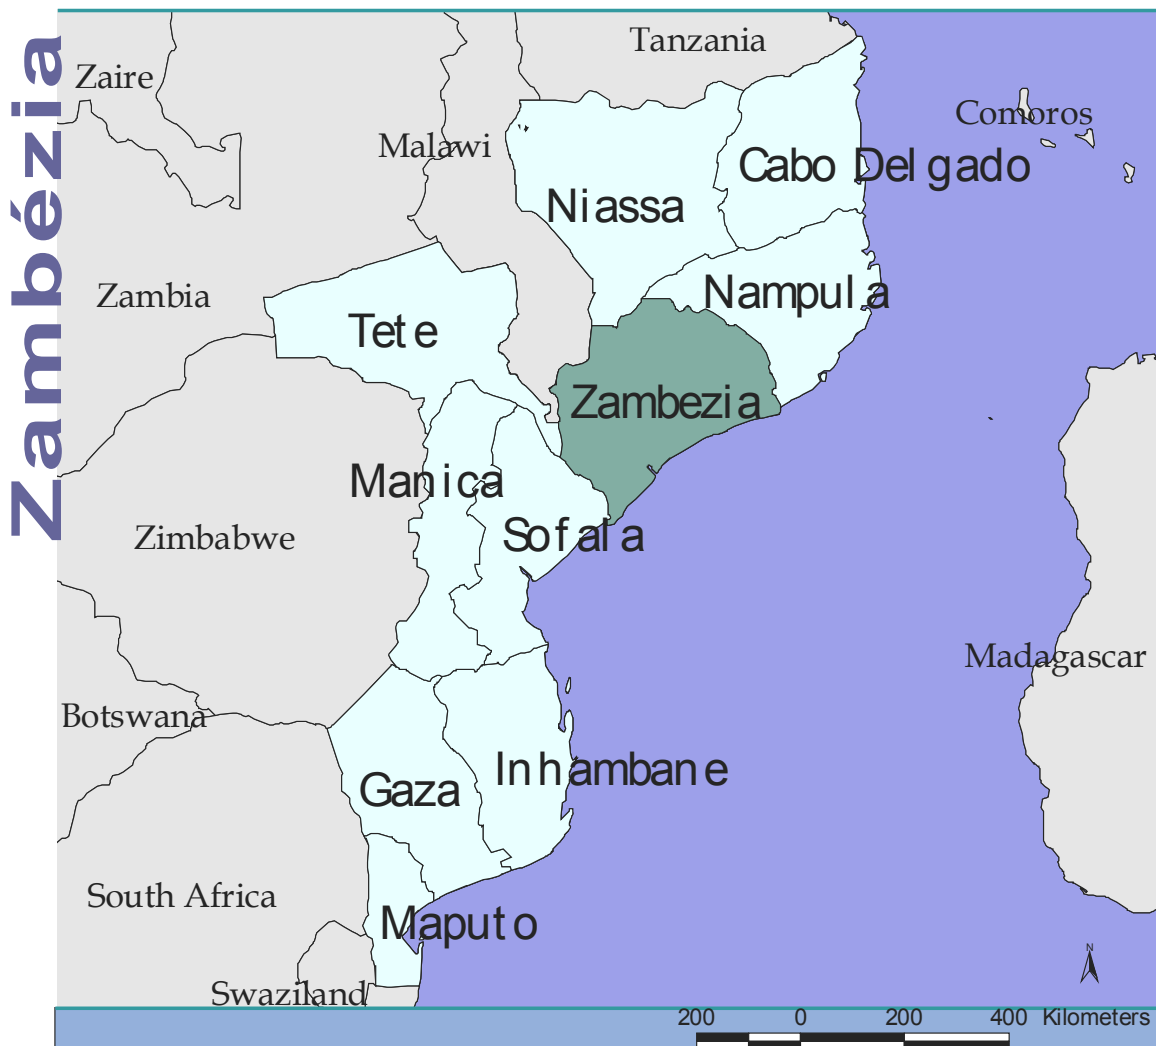 Zambézia
Tanzania
Zaire
Comoros
Malawi
Cabo Delgado
Niassa
Nampula
Zambia
Tete
Zambezia
Manica
Sofala
Zimbabwe
Madagascar
Botswana
Inhambane
Gaza
South Africa
Maputo
N
Swaziland
200 0 200 400 Kilometers